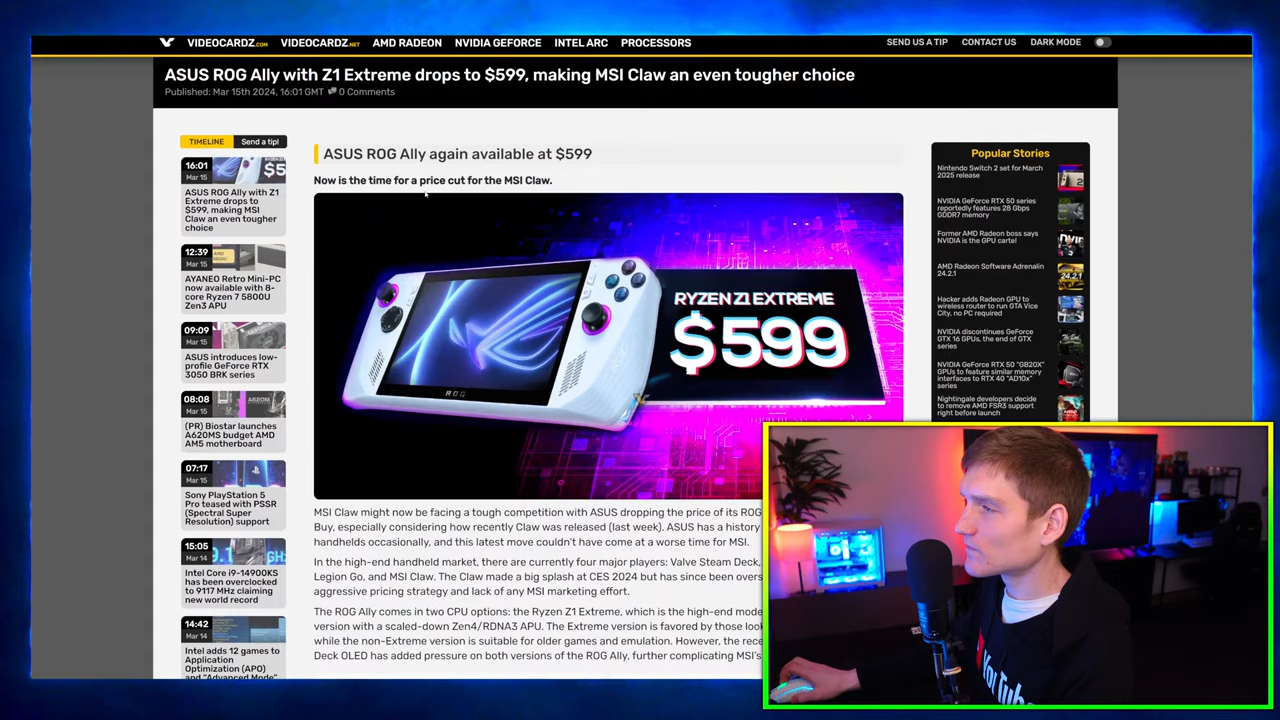 VIDEOCARDZ.COM VIDEOCARDZ.NET AMD RADEON NVIDIA GEFORCE INTEL ARC PROCESSORS SEND US A TIP CONTACT US DARK MODE
ASUS ROG Ally with Z1 Extreme drops to $599, making MSI Claw an even tougher choice
Published: Mar 15th 2024, 16:01 GMT 0 Comments
TIMELINE Send a tip!
16:01
Mar 15
ASUS ROG Ally with Z1
Extreme drops to
$599, making MSI
Claw an even tougher
choice
12:39
Mar 15
AYANEO Retro Mini-PC
now available with 8-
core Ryzen 7 5800U
Zen3 APU
09:09
Mar 15
ASUS introduces low-
profile GeForce RTX
3050 BRK series
08:08
Mar 15
A620M
(PR) Biostar launches
A620MS budget AMD
AM5 motherboard
07:17
Mar 15
Sony PlayStation 5
Pro teased with PSSR
(Spectral Super
Resolution) support
15:05
Mar 14
Intel Core i9-14900KS
has been overclocked
to 9117 MHz claiming
new world record
14:42
Mar 14
Intel adds 12 games to
Application
Optimization (APO)
and "Advanced Mode"
ASUS ROG Ally again available at $599
Now is the time for a price cut for the MSI Claw.
RYZEN Z1 EXTREME
$599
ROG
MSI Claw might now be facing a tough competition with ASUS dropping the price of its ROG
Buy, especially considering how recently Claw was released (last week). ASUS has a history
handhelds occasionally, and this latest move couldn't have come at a worse time for MSI.
In the high-end handheld market, there are currently four major players: Valve Steam Deck,
Legion Go, and MSI Claw. The Claw made a big splash at CES 2024 but has since been overs
aggressive pricing strategy and lack of any MSI marketing effort.
The ROG Ally comes in two CPU options: the Ryzen Z1 Extreme, which is the high-end mode
version with a scaled-down Zen4/RDNA3 APU. The Extreme version is favored by those look
while the non-Extreme version is suitable for older games and emulation. However, the rece
Deck OLED has added pressure on both versions of the ROG Ally, further complicating MSI's
Popular Stories
Nintendo Switch 2 set for March
2025 release
NVIDIA GeForce RTX 50 series
reportedly features 28 Gbps
GDDR7 memory
Former AMD Radeon boss says
NVIDIA is the GPU cartel
AMD Radeon Software Adrenalin
24.2.1
24.2.1
Hacker adds Radeon GPU to
wireless router to run GTA Vice
City, no PC required
NVIDIA discontinues GeForce
GTX 16 GPUs, the end of GTX
series
NVIDIA GeForce RTX 50 "GB20X"
GPUs to feature similar memory
interfaces to RTX 40 "AD10x"
series
Nightingale developers decide
to remove AMD FSR3 support
right before launch
YouTube